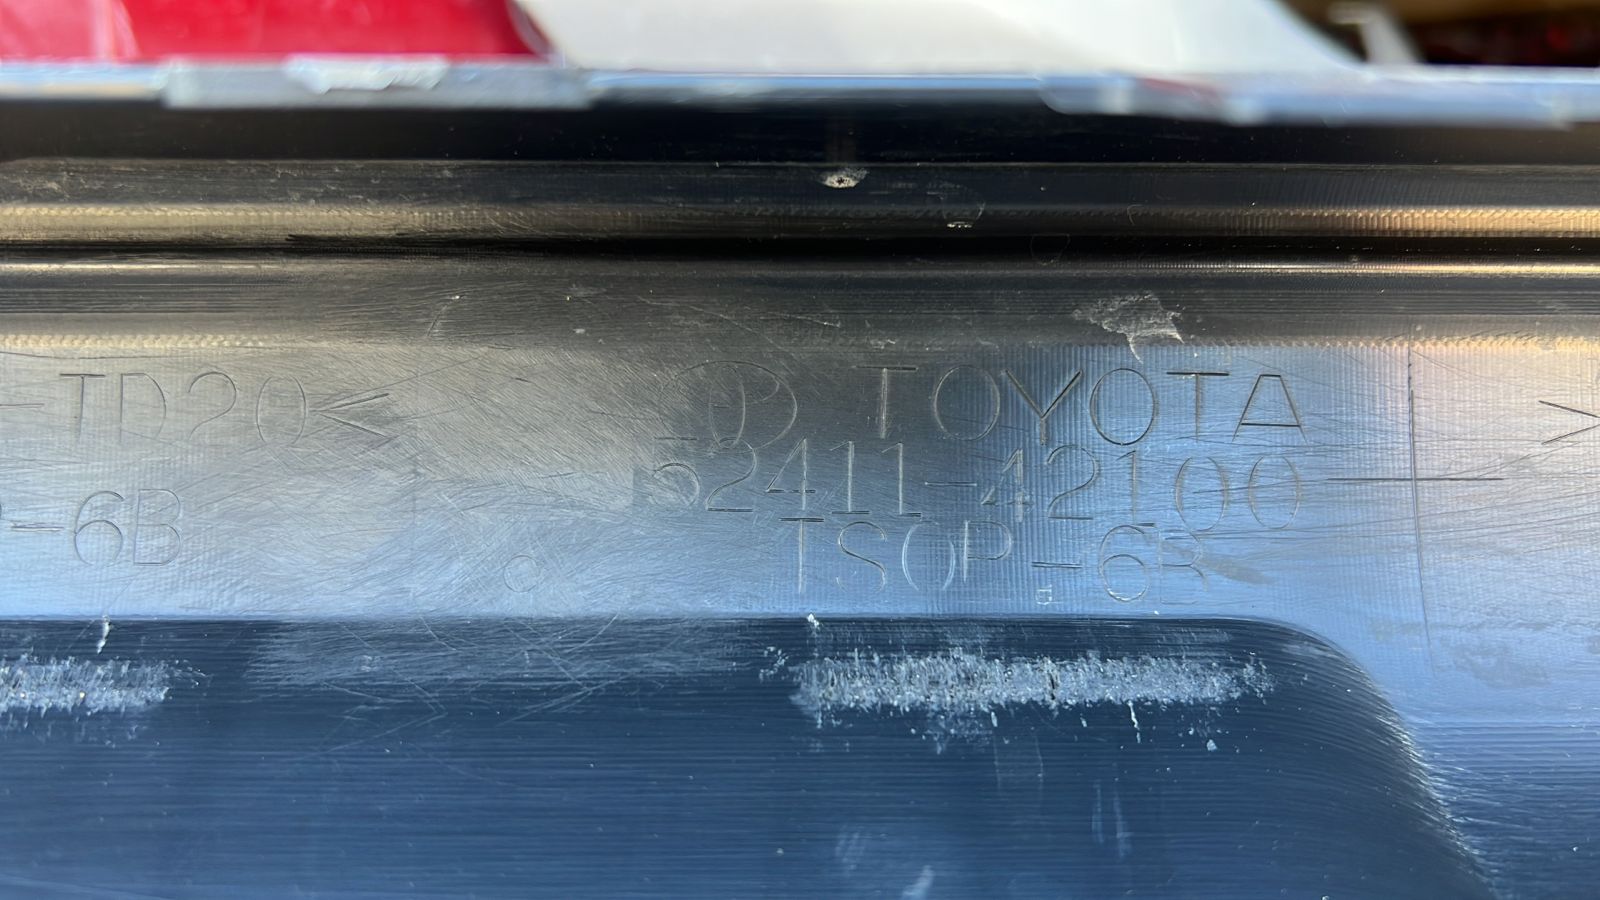 -TD20<
P-6B
TOYOTA
52411-42100
TSOP-6B
>